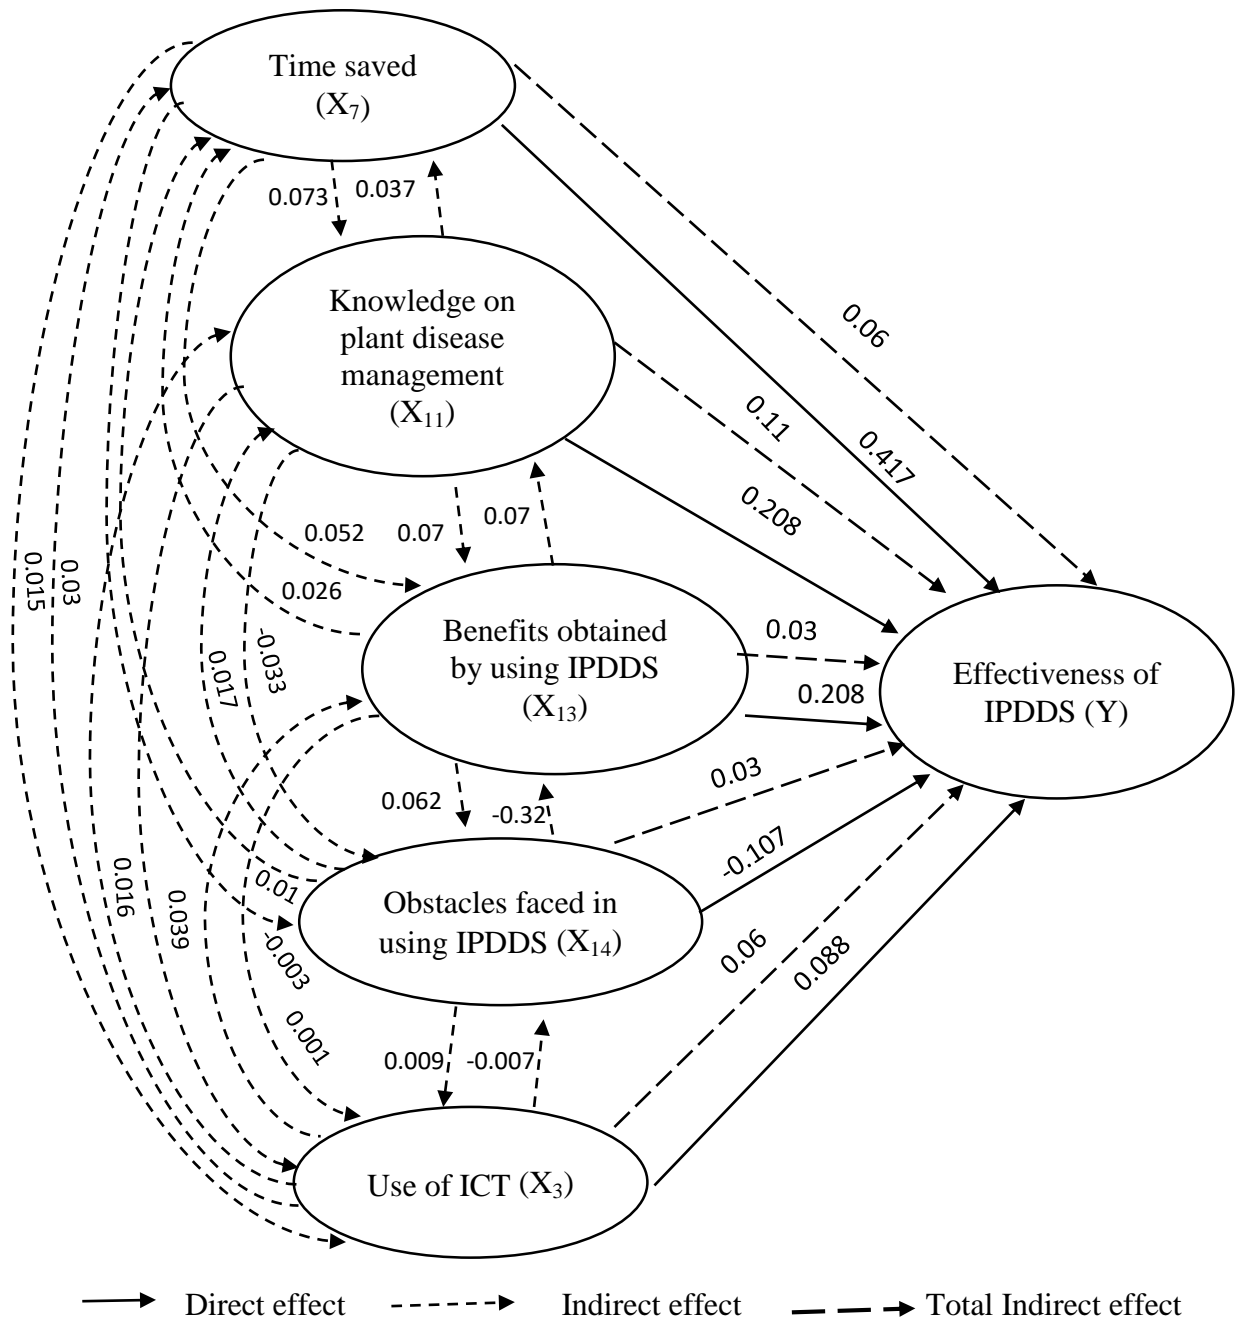 Time saved
(X7)
0.073
0.037
Knowledge on
plant disease
management
(X11)
0.06
0.11
0.417
0.208
0.052
0.07
0.07
0.026
0.015
0.03
-0.033
0.017
Benefits obtained
by using IPDDS
(X13)
0.03
0.208
Effectiveness of
IPDDS (Y)
0.062
-0.32
0.03
-0.107
0.01
0.016
0.039
-0.003
Obstacles faced in
using IPDDS (X14)
0.06
0.088
0.001
0.009
-0.007
Use of ICT (X3)
Direct effect
Indirect effect
Total Indirect effect